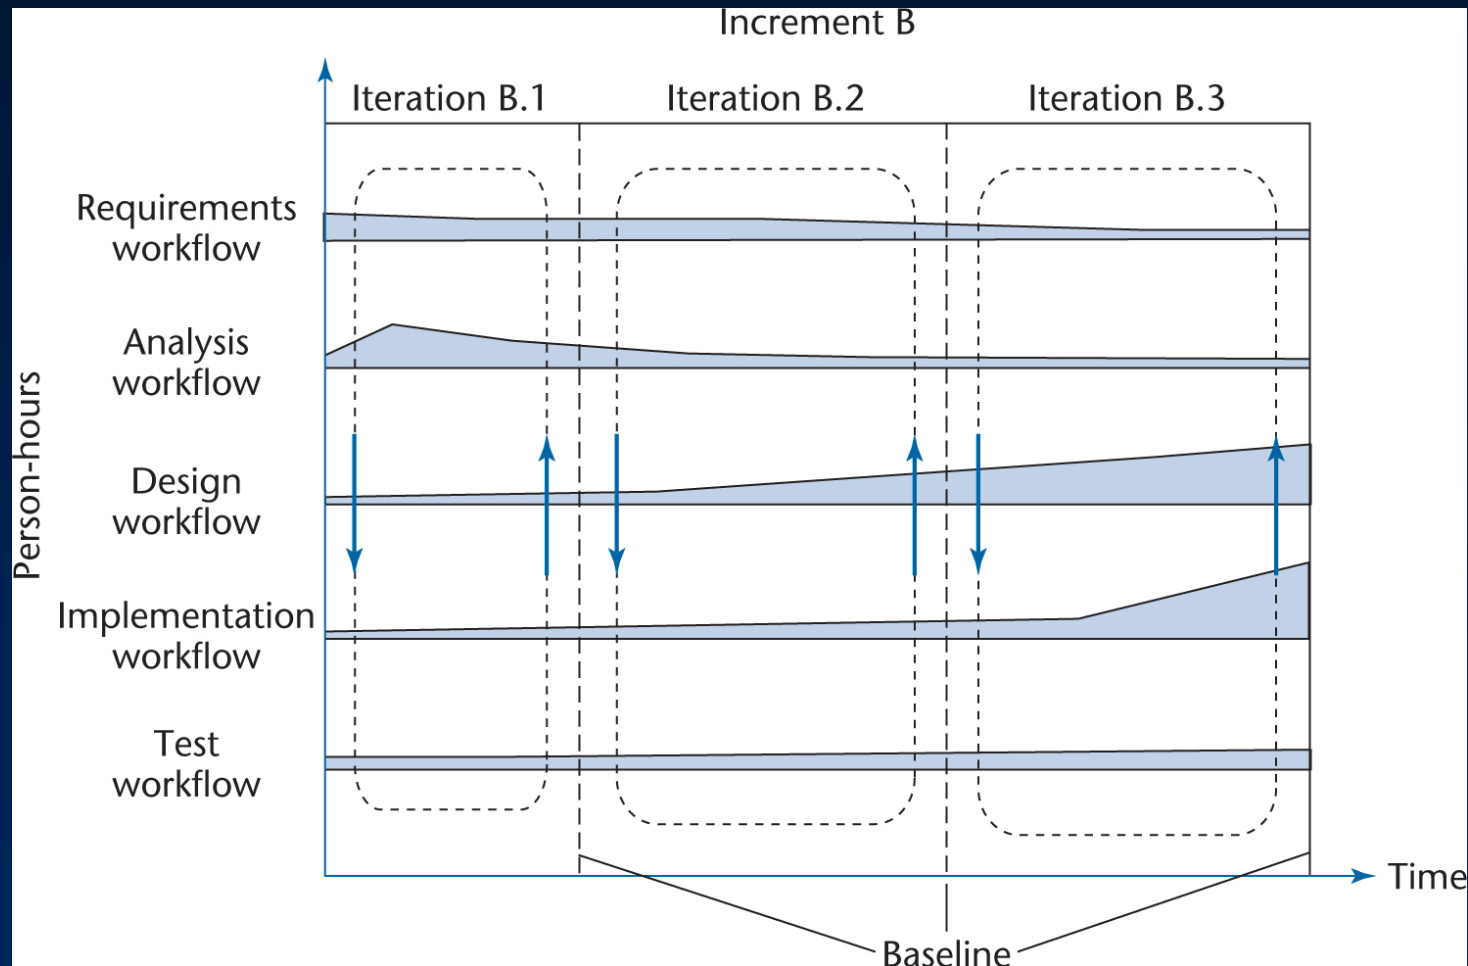 Increment B
Iteration B.1
Iteration B.2
Iteration B.3
Person-hours
Requirements
workflow
Analysis
workflow
Design
workflow
Implementation
workflow
Test
workflow
Time
Baseline